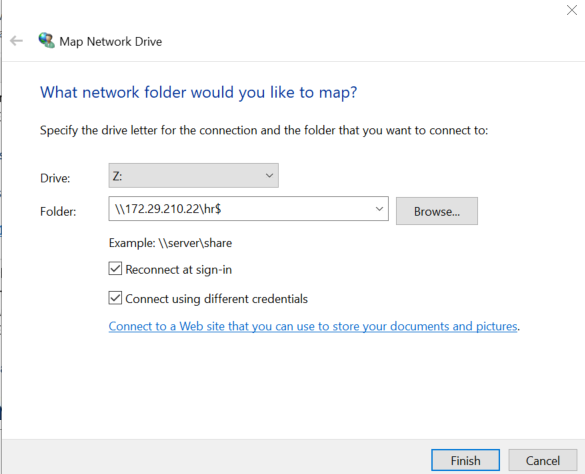 Map Network Drive
What network folder would you like to map?
Specify the drive letter for the connection and the folder that you want to connect to:
Drive: Z:
Folder: \\172.29.210.22\hr$ Browse...
Example: \\server\share
Reconnect at sign-in
Connect using different credentials
Connect to a Web site that you can use to store your documents and pictures.
Finish Cancel